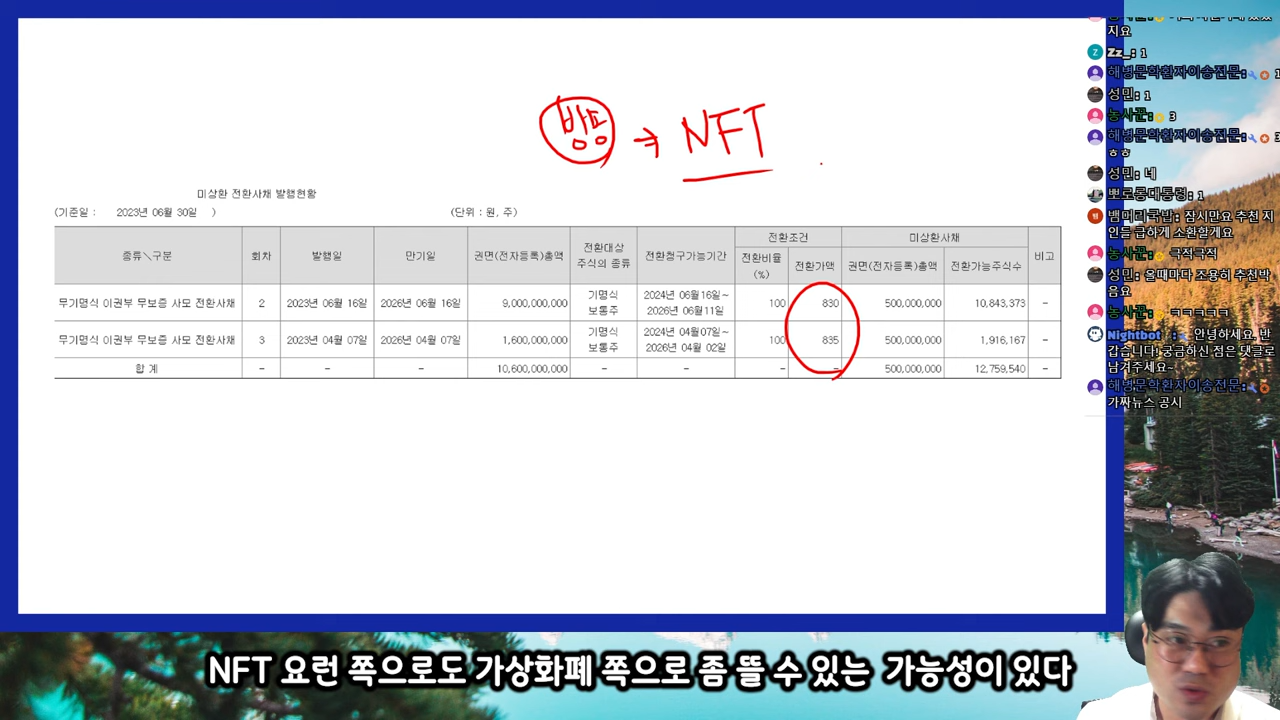 방송 → NFT
미상환 전환사채 발행현황
(기준일 : 2023년 06월 30일 ) (단위 : 원, 주)
종류＼구분 회차 발행일 만기일 권면(전자등록)총액 전환대상 주식의 종류 전환청구가능기간 전환조건 미상환사채 비고
전환비율 (%) 전환가액 권면(전자등록)총액 전환가능주식수
무기명식 이권부 무보증 사모 전환사채 2 2023년 06월 16일 2026년 06월 16일 9,000,000,000 기명식 보통주 2024년 06월16일~ 2026년 06월11일 100 830 500,000,000 10,843,373 -
무기명식 이권부 무보증 사모 전환사채 3 2023년 04월 07일 2026년 04월 07일 1,600,000,000 기명식 보통주 2024년 04월07일~ 2026년 04월 02일 100 835 500,000,000 1,916,167 -
합 계 - - - 10,600,000,000 - - - - 500,000,000 12,759,540 -
지요
Zz_: 1
해병문학환자이송전문: 1
성민: 1
농사꾼: 3
해병문학환자이송전문: 3
ㅎㅎ
성민: 네
뽀로롱대통령: 1
뱀머리국밥: 잠시만요 추천 지
인들 급하게 소환할게요
농사꾼: 극적극적
성민: 올때마다 조용히 추천박
음요
농사꾼: ㅋㅋㅋㅋㅋ
Nightbot : 안녕하세요. 반
갑습니다! 궁금하신 점은 댓글로
남겨주세요~
해병문학환자이송전문:
가짜뉴스 공시
NFT 요런 쪽으로도 가상화폐 쪽으로 좀 뜰 수 있는 가능성이 있다